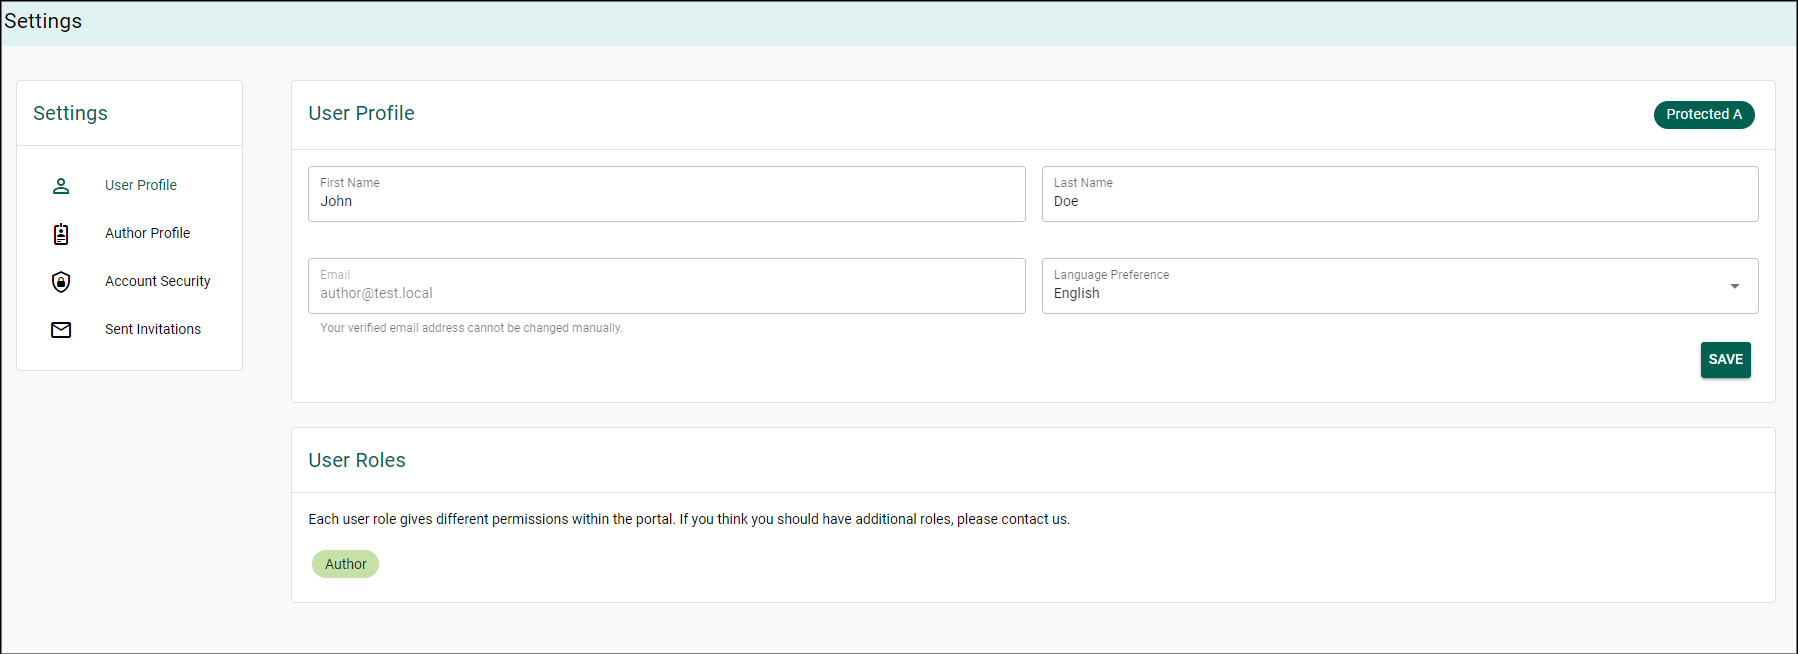 Settings
Settings
User Profile
Author Profile
Account Security
Sent Invitations
User Profile
Protected A
First Name
John
Last Name
Doe
Email
author@test.local
Your verified email address cannot be changed manually.
Language Preference
English
SAVE
User Roles
Each user role gives different permissions within the portal. If you think you should have additional roles, please contact us.
Author